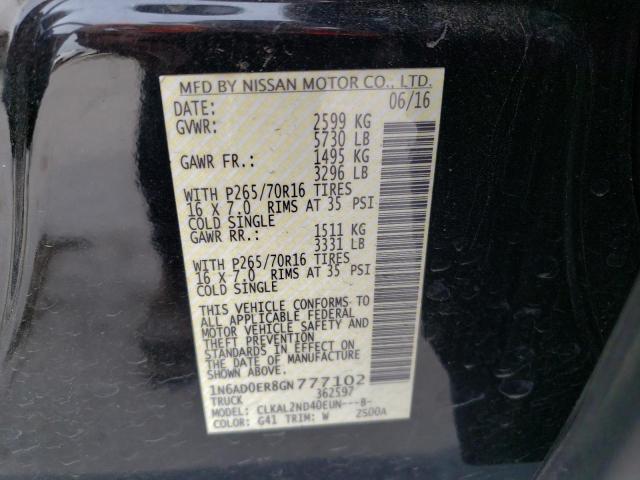 MFD BY NISSAN MOTOR CO., LTD.
DATE: 06/16
GVWR: 2599 KG
5730 LB
GAWR FR.: 1495 KG
3296 LB
WITH P265/70R16 TIRES
16 X 7.0 RIMS AT 35 PSI
COLD SINGLE
GAWR RR.: 1511 KG
3331 LB
WITH P265/70R16 TIRES
16 X 7.0 RIMS AT 35 PSI
COLD SINGLE
THIS VEHICLE CONFORMS TO
ALL APPLICABLE FEDERAL
MOTOR VEHICLE SAFETY AND
THEFT PREVENTION
STANDARDS IN EFFECT ON
THE DATE OF MANUFACTURE
SHOWN ABOVE.
1N6AD0ER8GN777102
TRUCK 362597
MODEL: CLKAL2ND40EUN---B-
COLOR: G41 TRIM: W ZS00A